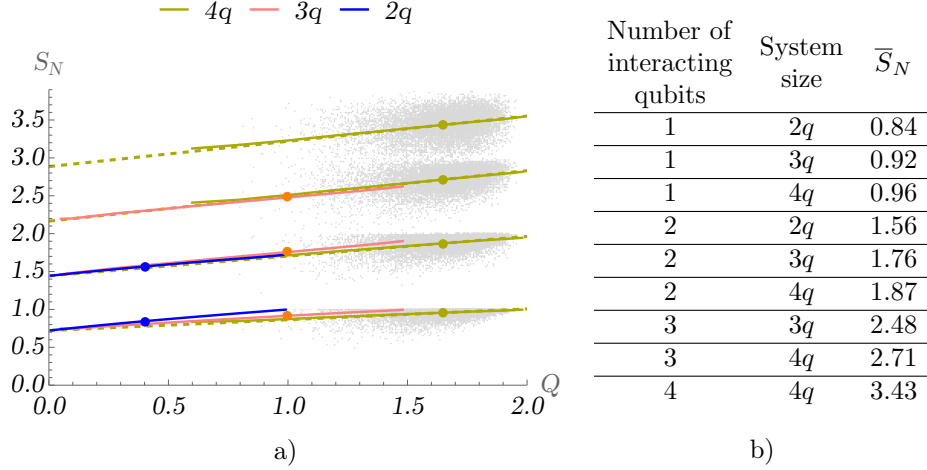 4q 3q 2q
S_N
3.5
3.0
2.5
2.0
1.5
1.0
0.5
0.0
0.0 0.5 1.0 1.5 2.0
Q
a)
Number of interacting qubits System size S̅_N
1 2q 0.84
1 3q 0.92
1 4q 0.96
2 2q 1.56
2 3q 1.76
2 4q 1.87
3 3q 2.48
3 4q 2.71
4 4q 3.43
b)